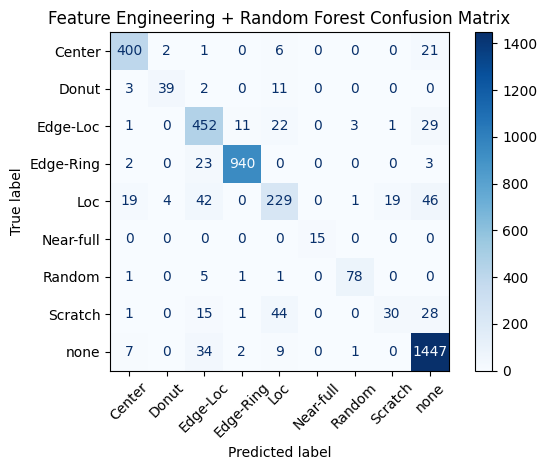 Feature Engineering + Random Forest Confusion Matrix
Center 400 2 1 0 6 0 0 0 21
Donut 3 39 2 0 11 0 0 0 0
Edge-Loc 1 0 452 11 22 0 3 1 29
Edge-Ring 2 0 23 940 0 0 0 0 3
Loc 19 4 42 0 229 0 1 19 46
Near-full 0 0 0 0 0 15 0 0 0
Random 1 0 5 1 1 0 78 0 0
Scratch 1 0 15 1 44 0 0 30 28
none 7 0 34 2 9 0 1 0 1447
True label
Center Donut Edge-Loc Edge-Ring Loc Near-full Random Scratch none
Predicted label
1400
1200
1000
800
600
400
200
0